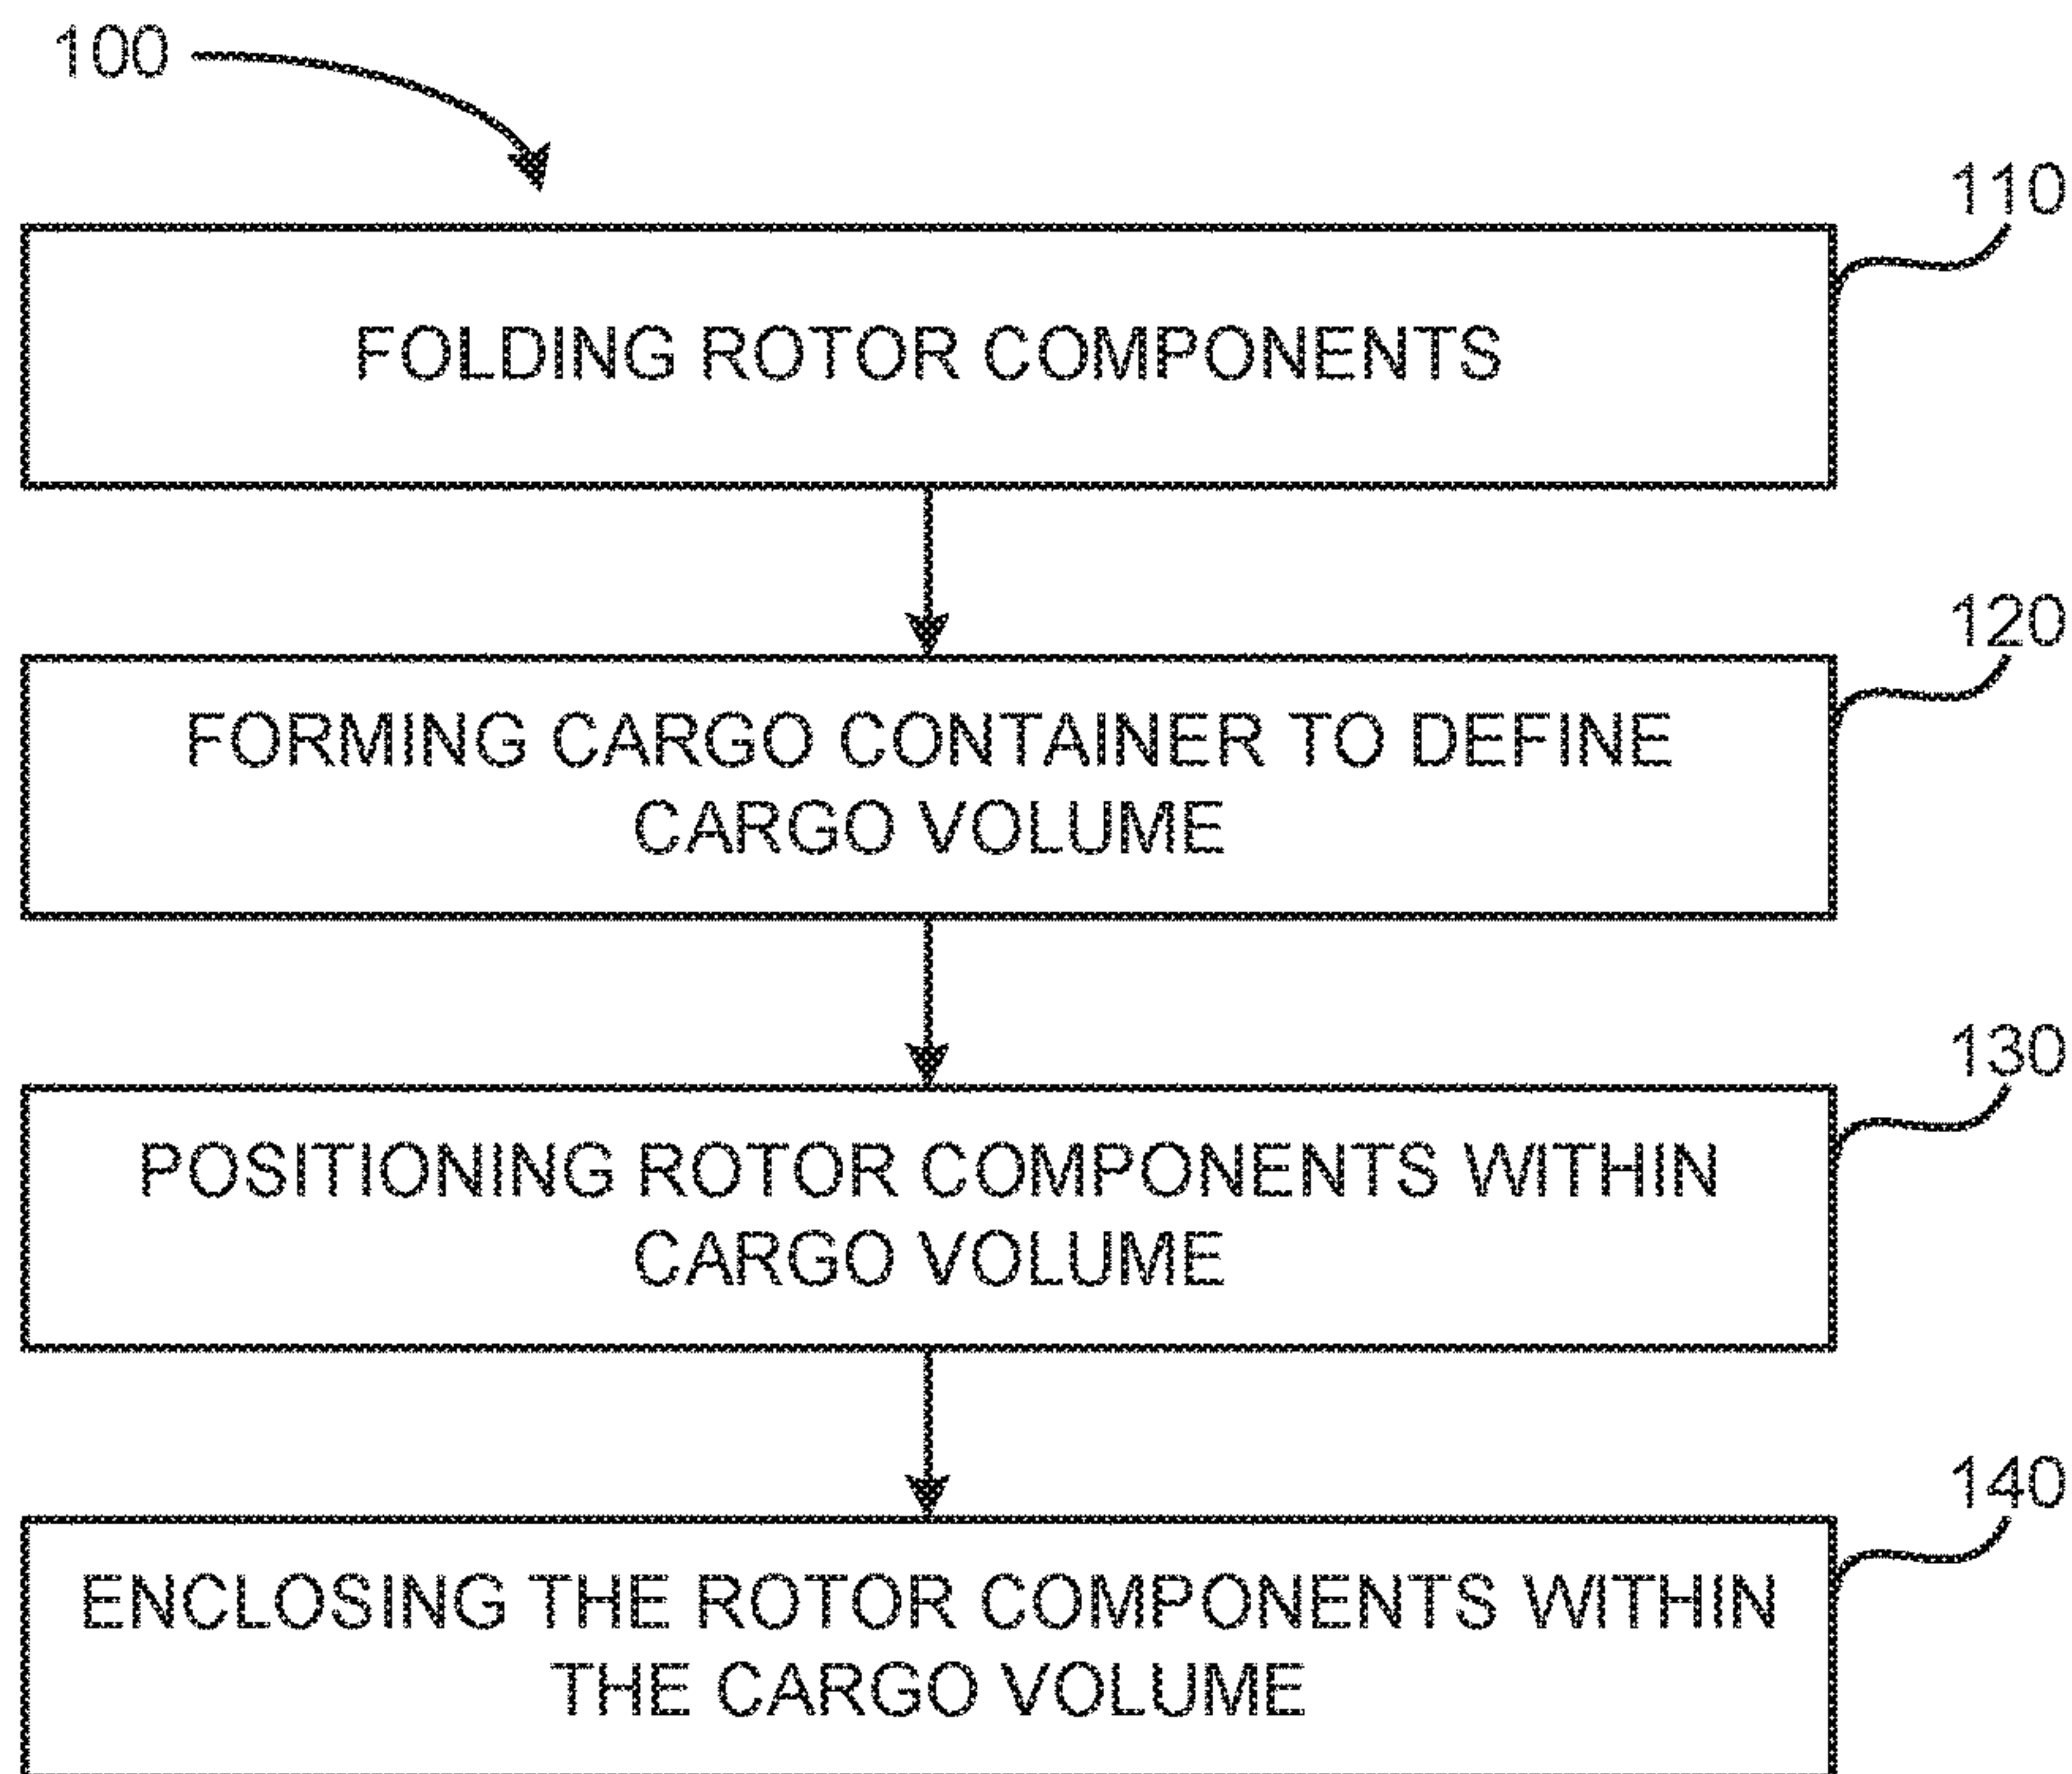 100
110
FOLDING ROTOR COMPONENTS
120
FORMING CARGO CONTAINER TO DEFINE
CARGO VOLUME
130
POSITIONING ROTOR COMPONENTS WITHIN
CARGO VOLUME
140
ENCLOSING THE ROTOR COMPONENTS WITHIN
THE CARGO VOLUME